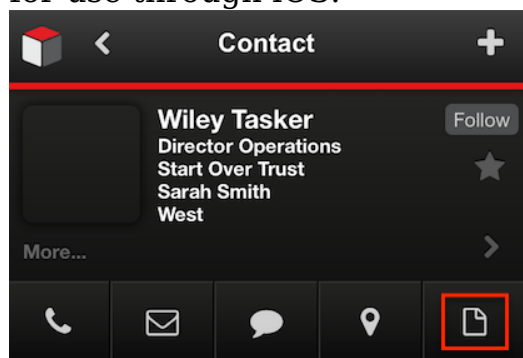 for use through iOS.
Contact
Wiley Tasker
Follow
Director Operations
Start Over Trust
Sarah Smith
West
More...